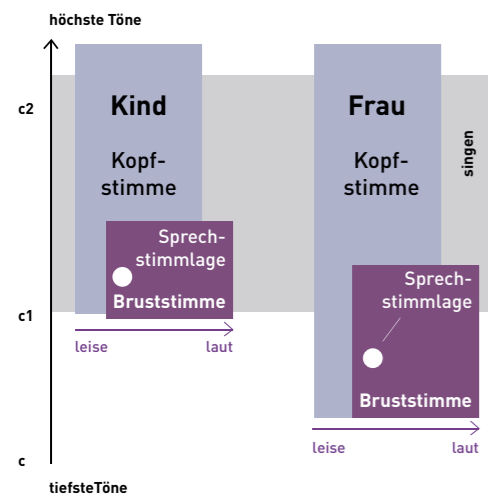 höchste Töne
c2
Kind
Kopf-
stimme
Sprech-
stimmlage
Bruststimme
leise laut
Frau
Kopf-
stimme
Sprech-
stimmlage
Bruststimme
leise laut
singen
c1
c
tiefsteTöne